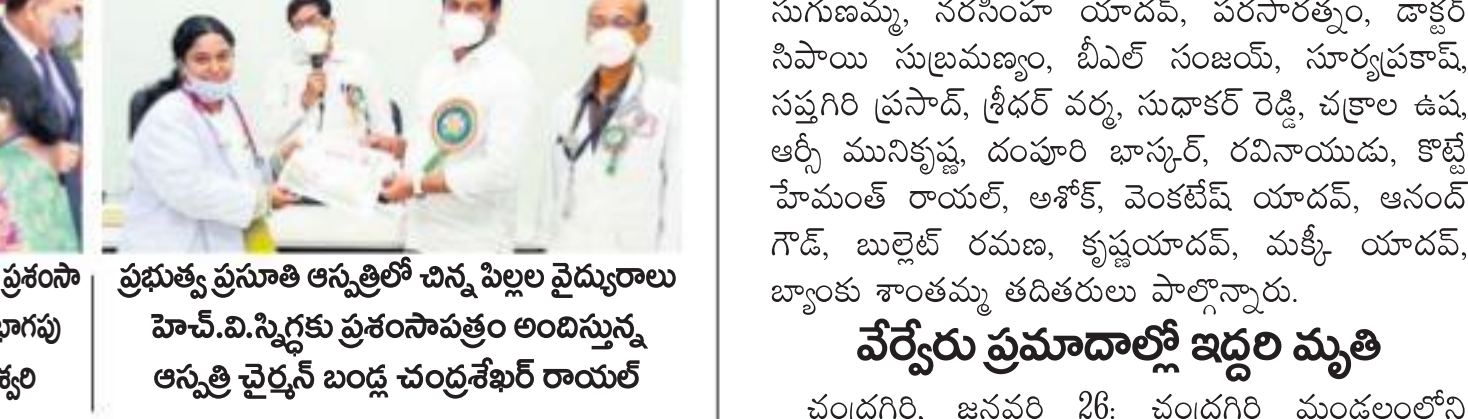 ప్రశంసా
భాగపు
శ్వరి
ప్రభుత్వ ప్రసూతి ఆస్పత్రిలో చిన్న పిల్లల వైద్యురాలు
హెచ్.వి.స్నిగ్ధకు ప్రశంసాపత్రం అందిస్తున్న
ఆస్పత్రి చైర్మన్ బండ్ల చంద్రశేఖర్ రాయల్
సుగుణమ్మ, నరసింహ యాదవ్, పరసారత్నం, డాక్టర్
సిపాయి సుబ్రమణ్యం, బీఎల్ సంజయ్, సూర్యప్రకాష్,
సప్తగిరి ప్రసాద్, శ్రీధర్ వర్మ, సుధాకర్ రెడ్డి, చక్రాల ఉష,
ఆర్సీ మునికృష్ణ, దంపూరి భాస్కర్, రవినాయుడు, కొట్టే
హేమంత్ రాయల్, అశోక్, వెంకటేష్ యాదవ్, ఆనంద్
గౌడ్, బుల్లెట్ రమణ, కృష్ణయాదవ్, మక్కీ యాదవ్,
బ్యాంకు శాంతమ్మ తదితరులు పాల్గొన్నారు.
వేర్వేరు ప్రమాదాల్లో ఇద్దరి మృతి
చంద్రగిరి, జనవరి 26: చంద్రగిరి మండలంలోని